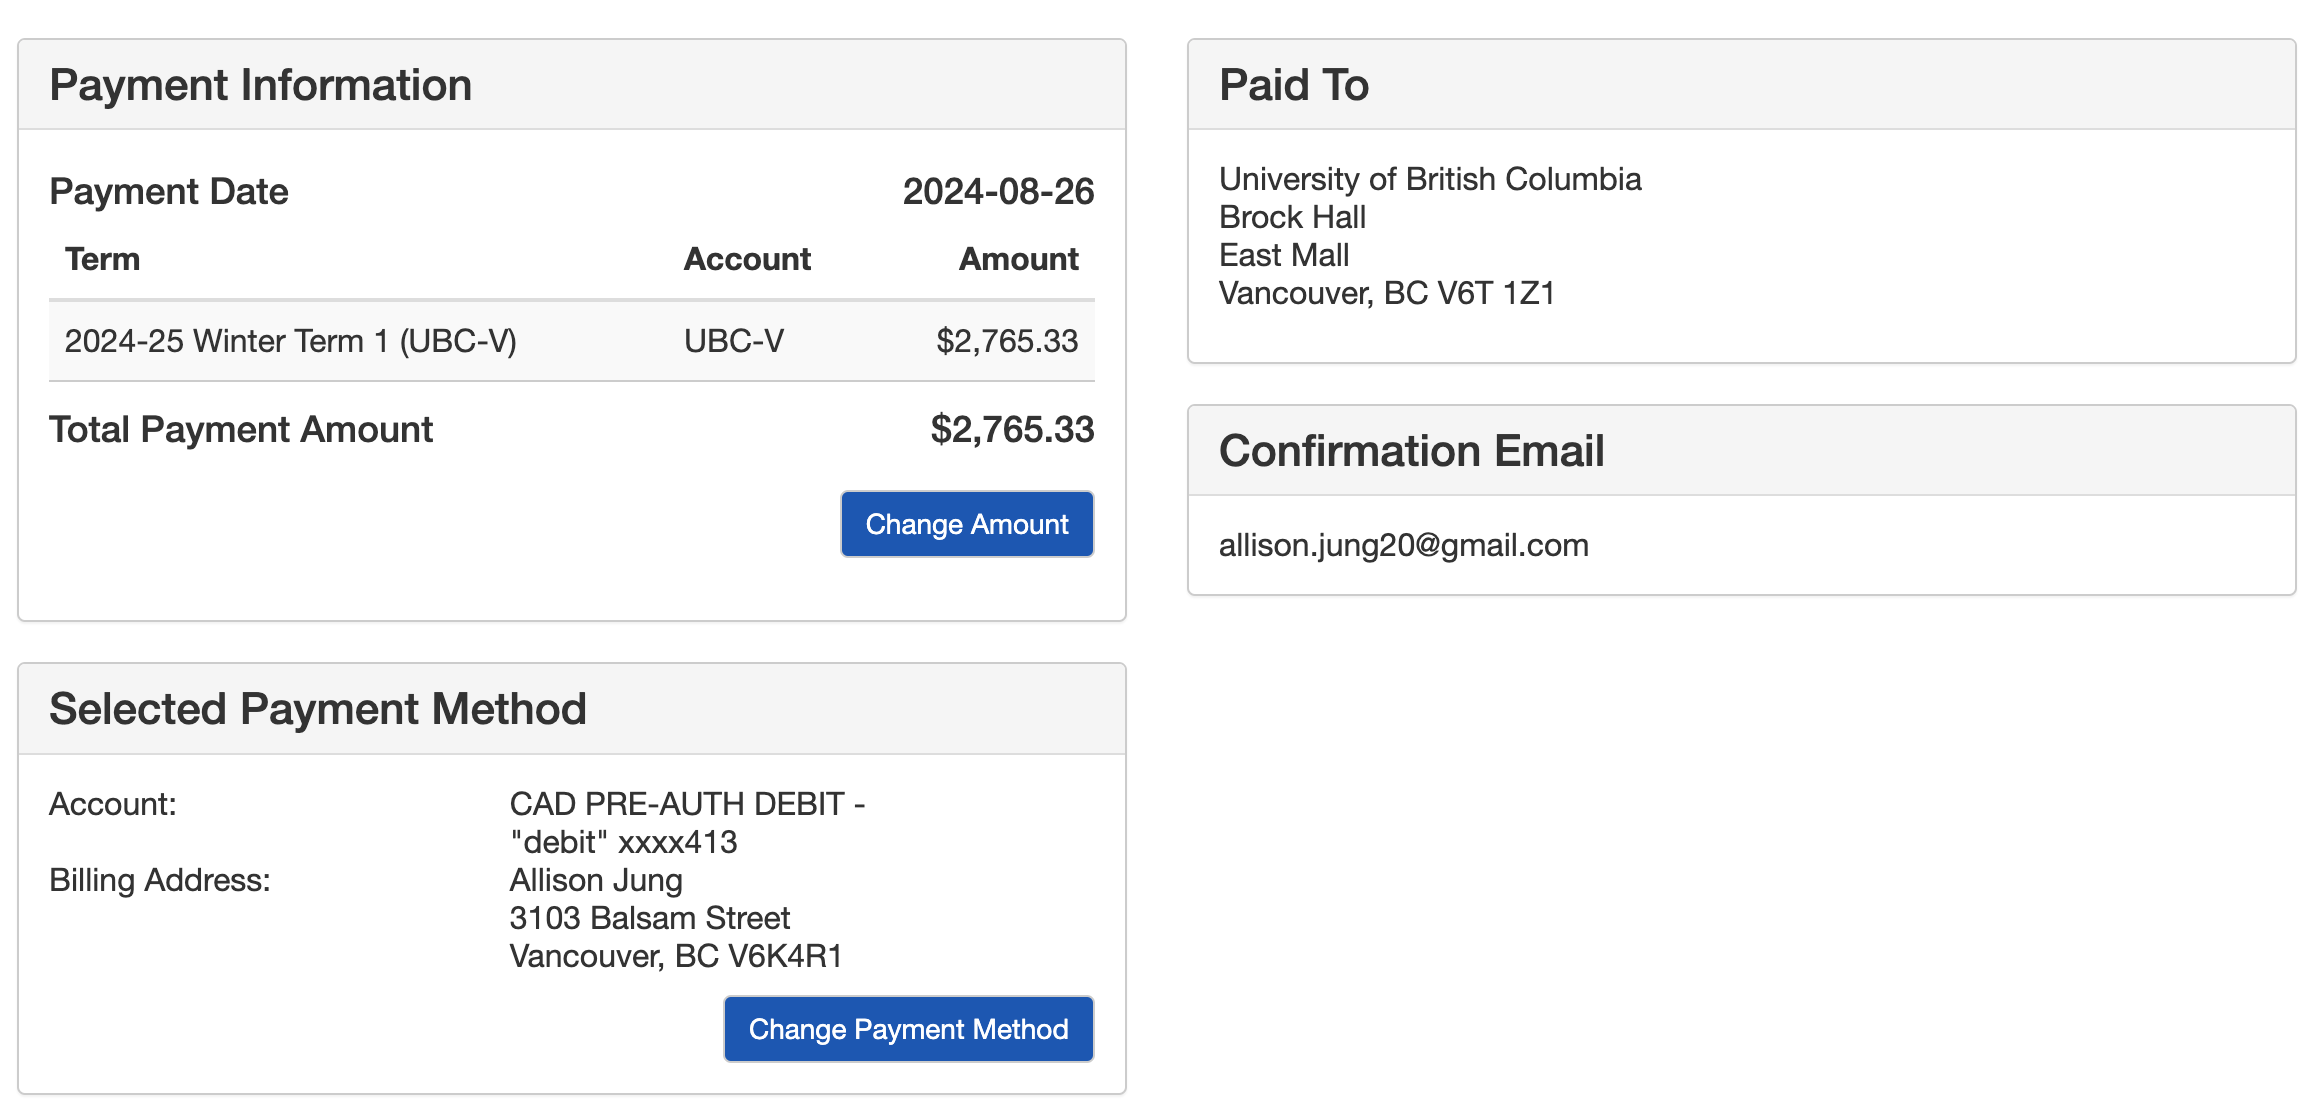 Payment Information
Payment Date 2024-08-26
Term Account Amount
2024-25 Winter Term 1 (UBC-V) UBC-V $2,765.33
Total Payment Amount $2,765.33
Change Amount
Selected Payment Method
Account: CAD PRE-AUTH DEBIT -
"debit" xxxx413
Billing Address: Allison Jung
3103 Balsam Street
Vancouver, BC V6K4R1
Change Payment Method
Paid To
University of British Columbia
Brock Hall
East Mall
Vancouver, BC V6T 1Z1
Confirmation Email
allison.jung20@gmail.com